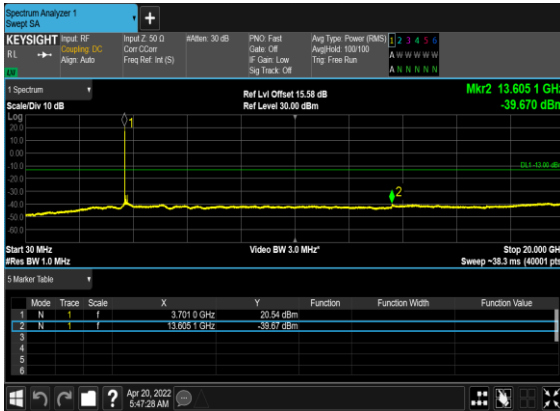 Spectrum Analyzer 1
Swept SA
+
KEYSIGHT Input: RF Input Z: 50 Ω #Atten: 30 dB PNO: Fast Avg Type: Power (RMS) 1 2 3 4 5 6
RL Coupling: DC Corr CCorr Gate: Off Avg|Hold: 100/100 A W W W W W
Align: Auto Freq Ref: Int (S) IF Gain: Low Trig: Free Run
Sig Track: Off A N N N N N
1 Spectrum Ref Lvl Offset 15.58 dB Mkr2 13.605 1 GHz
Scale/Div 10 dB Ref Level 30.00 dBm -39.670 dBm
Log
20.0 1
10.0
0.00
-10.0 DL1 -13.00 dBm
-20.0
-30.0 2
-40.0
-50.0
-60.0
Start 30 MHz Video BW 3.0 MHz* Stop 20.000 GHz
#Res BW 1.0 MHz Sweep ~38.3 ms (40001 pts)
5 Marker Table
Mode Trace Scale X Y Function Function Width Function Value
1 N 1 f 3.701 0 GHz 20.54 dBm
2 N 1 f 13.605 1 GHz -39.67 dBm
3
4
5
6
? Apr 20, 2022
5:47:28 AM